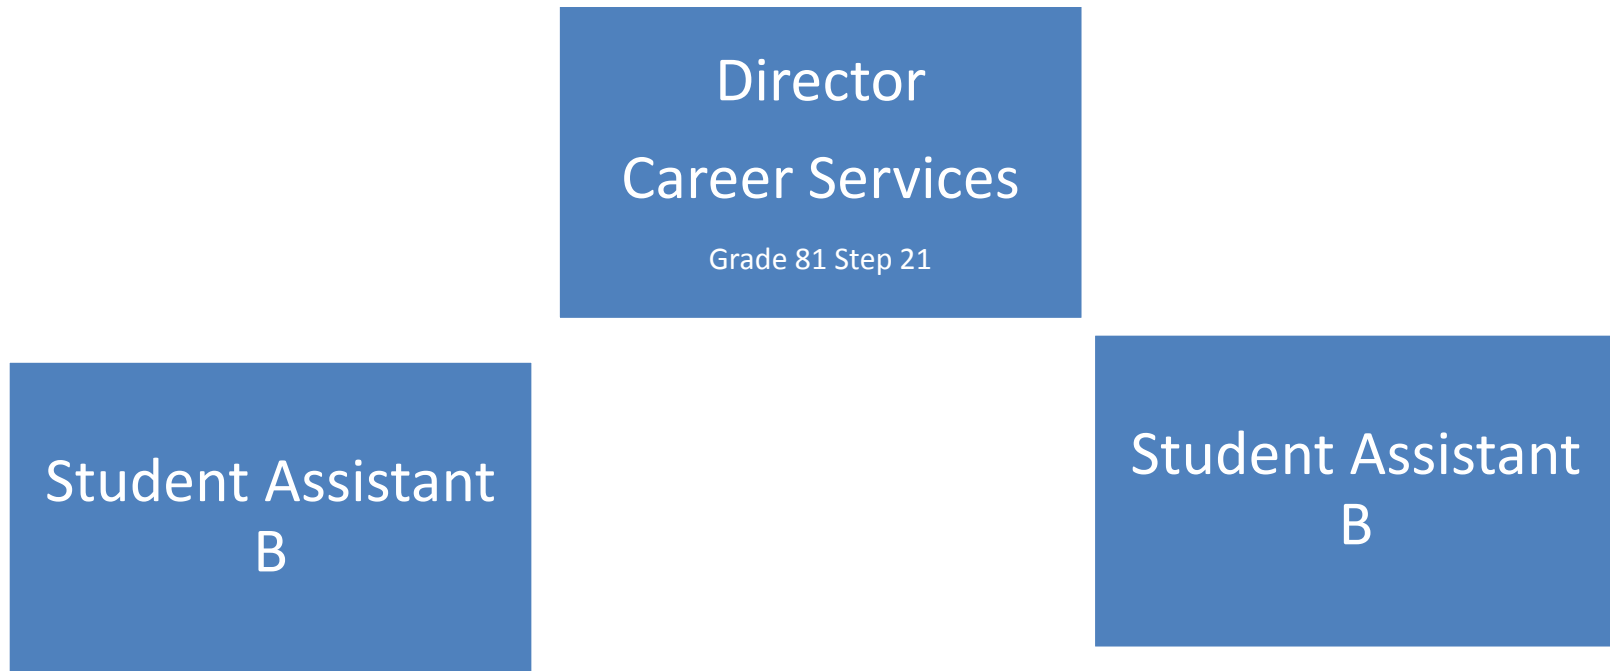 Director
Career Services
Grade 81 Step 21
Student Assistant
B
Student Assistant
B